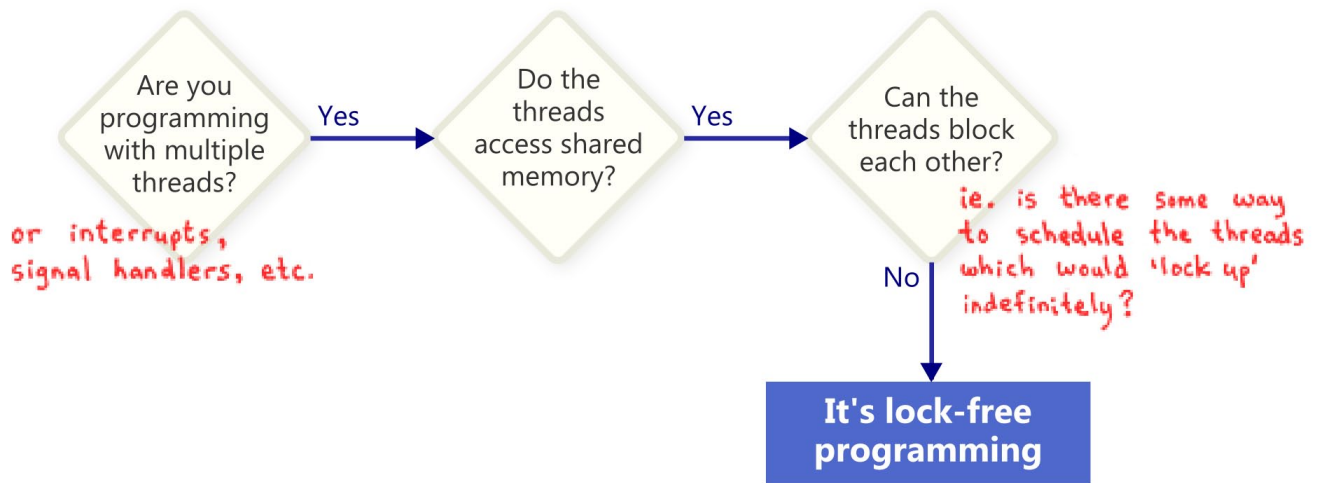 Are you
programming
with multiple
threads?
or interrupts,
signal handlers, etc.
Yes
Do the
threads
access shared
memory?
Yes
Can the
threads block
each other?
ie. is there some way
to schedule the threads
which would 'lock up'
indefinitely?
No
It's lock-free
programming